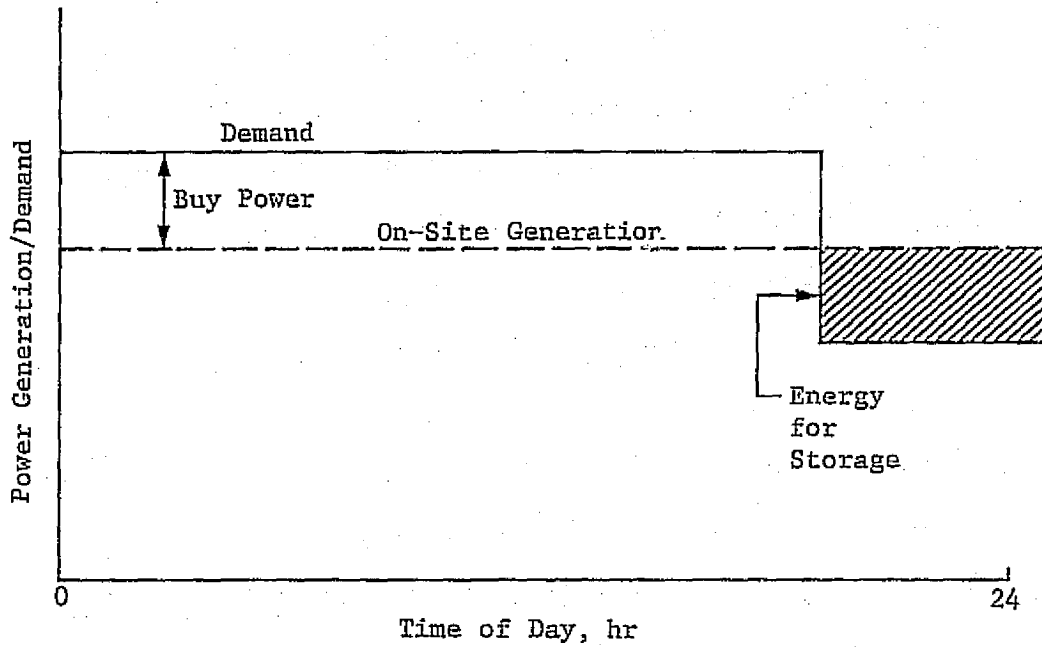 Power Generation/Demand
Demand
Buy Power
On-Site Generation
Energy
for
Storage
0
24
Time of Day, hr